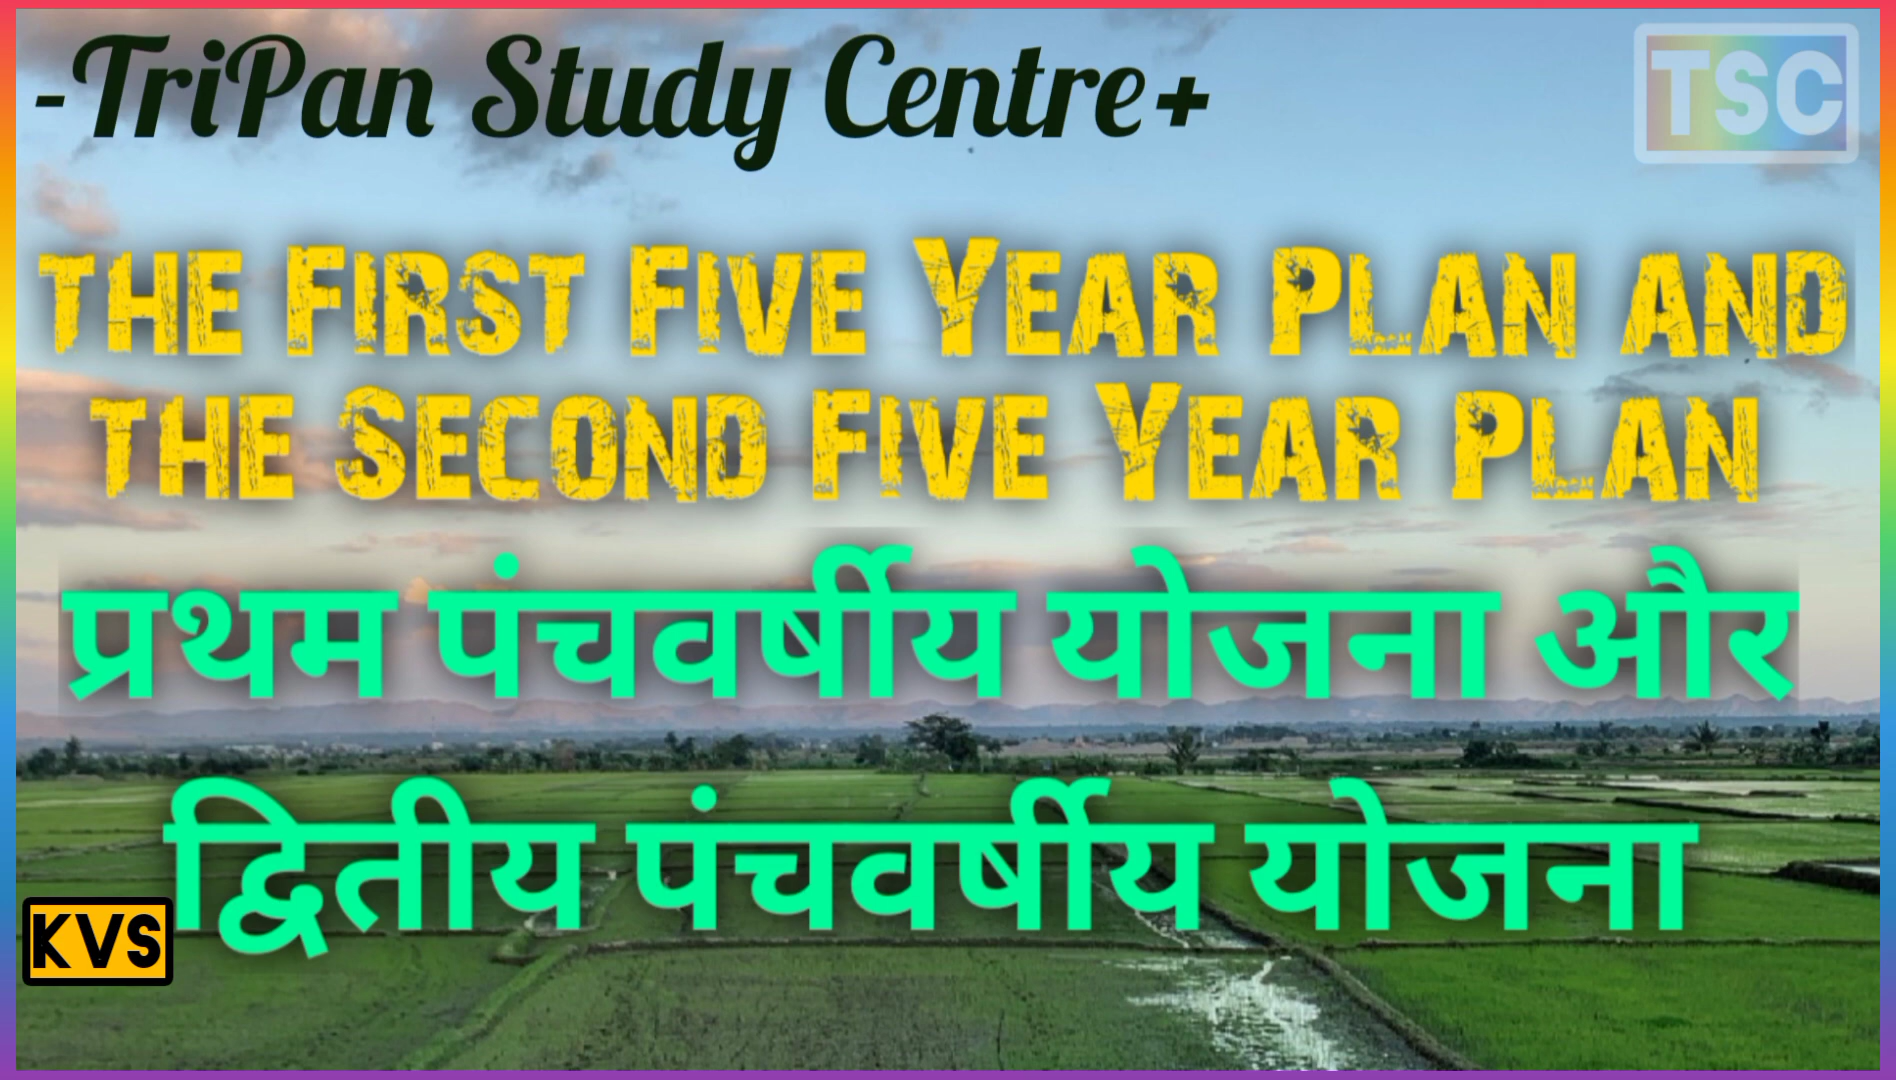 -TriPan Study Centre+
TSC
THE FIRST FIVE YEAR PLAN AND
THE SECOND FIVE YEAR PLAN
प्रथम पंचवर्षीय योजना और
द्वितीय पंचवर्षीय योजना
KVS